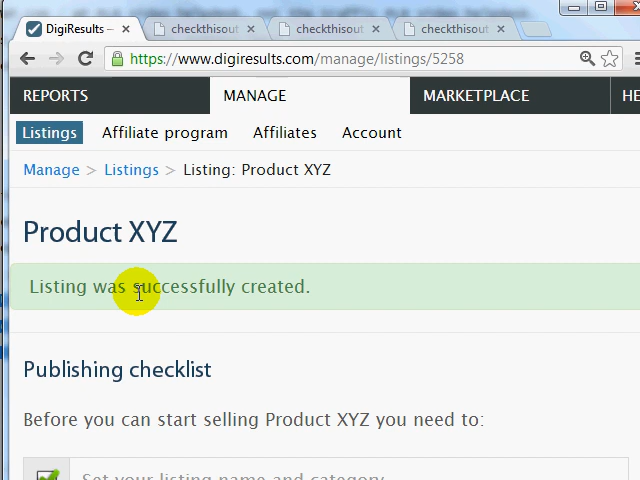 DigiResults –
checkthisout
checkthisout
checkthisout
https://www.digiresults.com/manage/listings/5258
REPORTS
MANAGE
MARKETPLACE
HE
Listings
Affiliate program
Affiliates
Account
Manage > Listings > Listing: Product XYZ
Product XYZ
Listing was successfully created.
Publishing checklist
Before you can start selling Product XYZ you need to:
Set your listing name and category